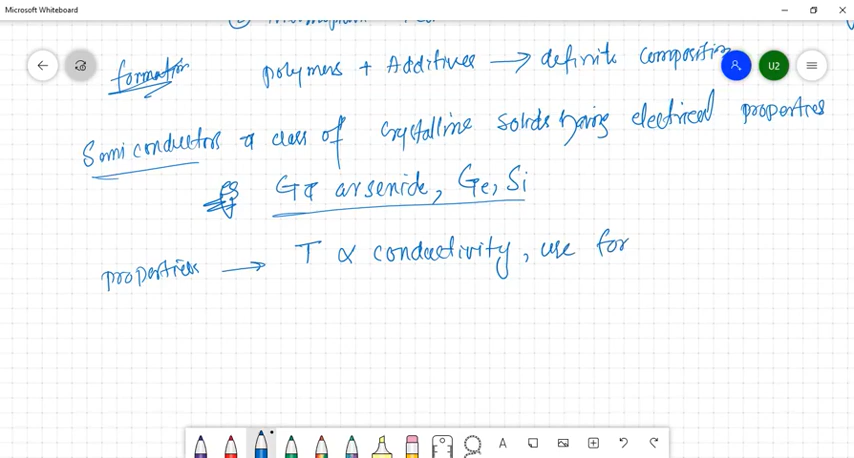 Microsoft Whiteboard
formation polymers + Additives → definite composition
U2
Semiconductors a class of crystalline solids having electrical properties
Ga arsenide, Ge, Si
properties → T ∝ conductivity, use for
A